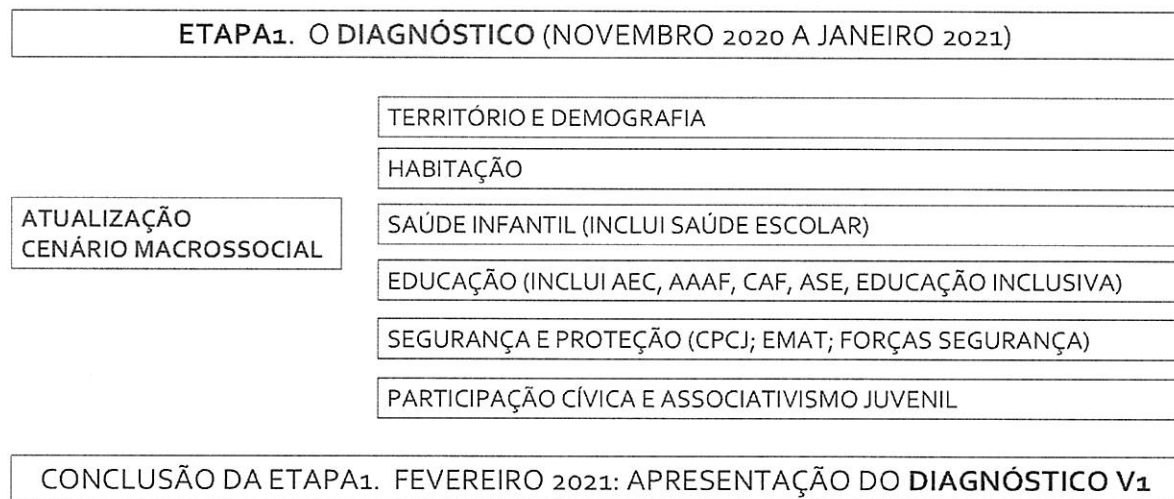 ETAPA1. O DIAGNÓSTICO (NOVEMBRO 2020 A JANEIRO 2021)
TERRITÓRIO E DEMOGRAFIA
HABITAÇÃO
ATUALIZAÇÃO
CENÁRIO MACROSSOCIAL
SAÚDE INFANTIL (INCLUI SAÚDE ESCOLAR)
EDUCAÇÃO (INCLUI AEC, AAAF, CAF, ASE, EDUCAÇÃO INCLUSIVA)
SEGURANÇA E PROTEÇÃO (CPCJ; EMAT; FORÇAS SEGURANÇA)
PARTICIPAÇÃO CÍVICA E ASSOCIATIVISMO JUVENIL
CONCLUSÃO DA ETAPA1. FEVEREIRO 2021: APRESENTAÇÃO DO DIAGNÓSTICO V1